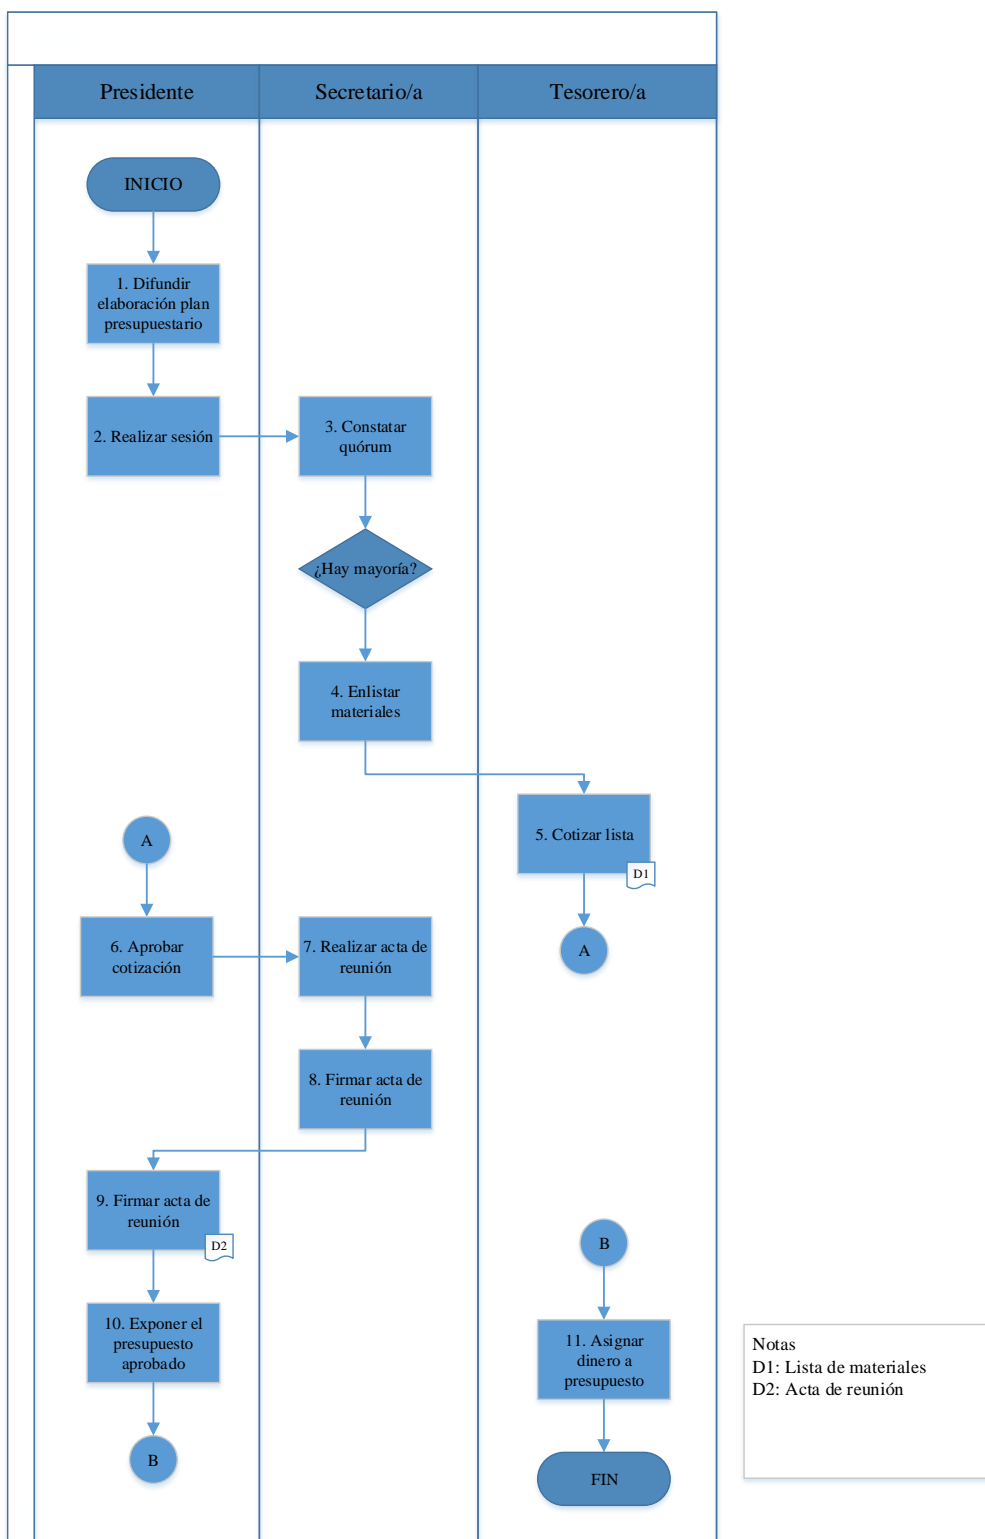 Presidente
Secretario/a
Tesorero/a
INICIO
1. Difundir
elaboración plan
presupuestario
2. Realizar sesión
3. Constatar
quórum
¿Hay mayoría?
4. Enlistar
materiales
5. Cotizar lista
D1
A
A
6. Aprobar
cotización
7. Realizar acta de
reunión
8. Firmar acta de
reunión
9. Firmar acta de
reunión
D2
10. Exponer el
presupuesto
aprobado
B
B
11. Asignar
dinero a
presupuesto
FIN
Notas
D1: Lista de materiales
D2: Acta de reunión